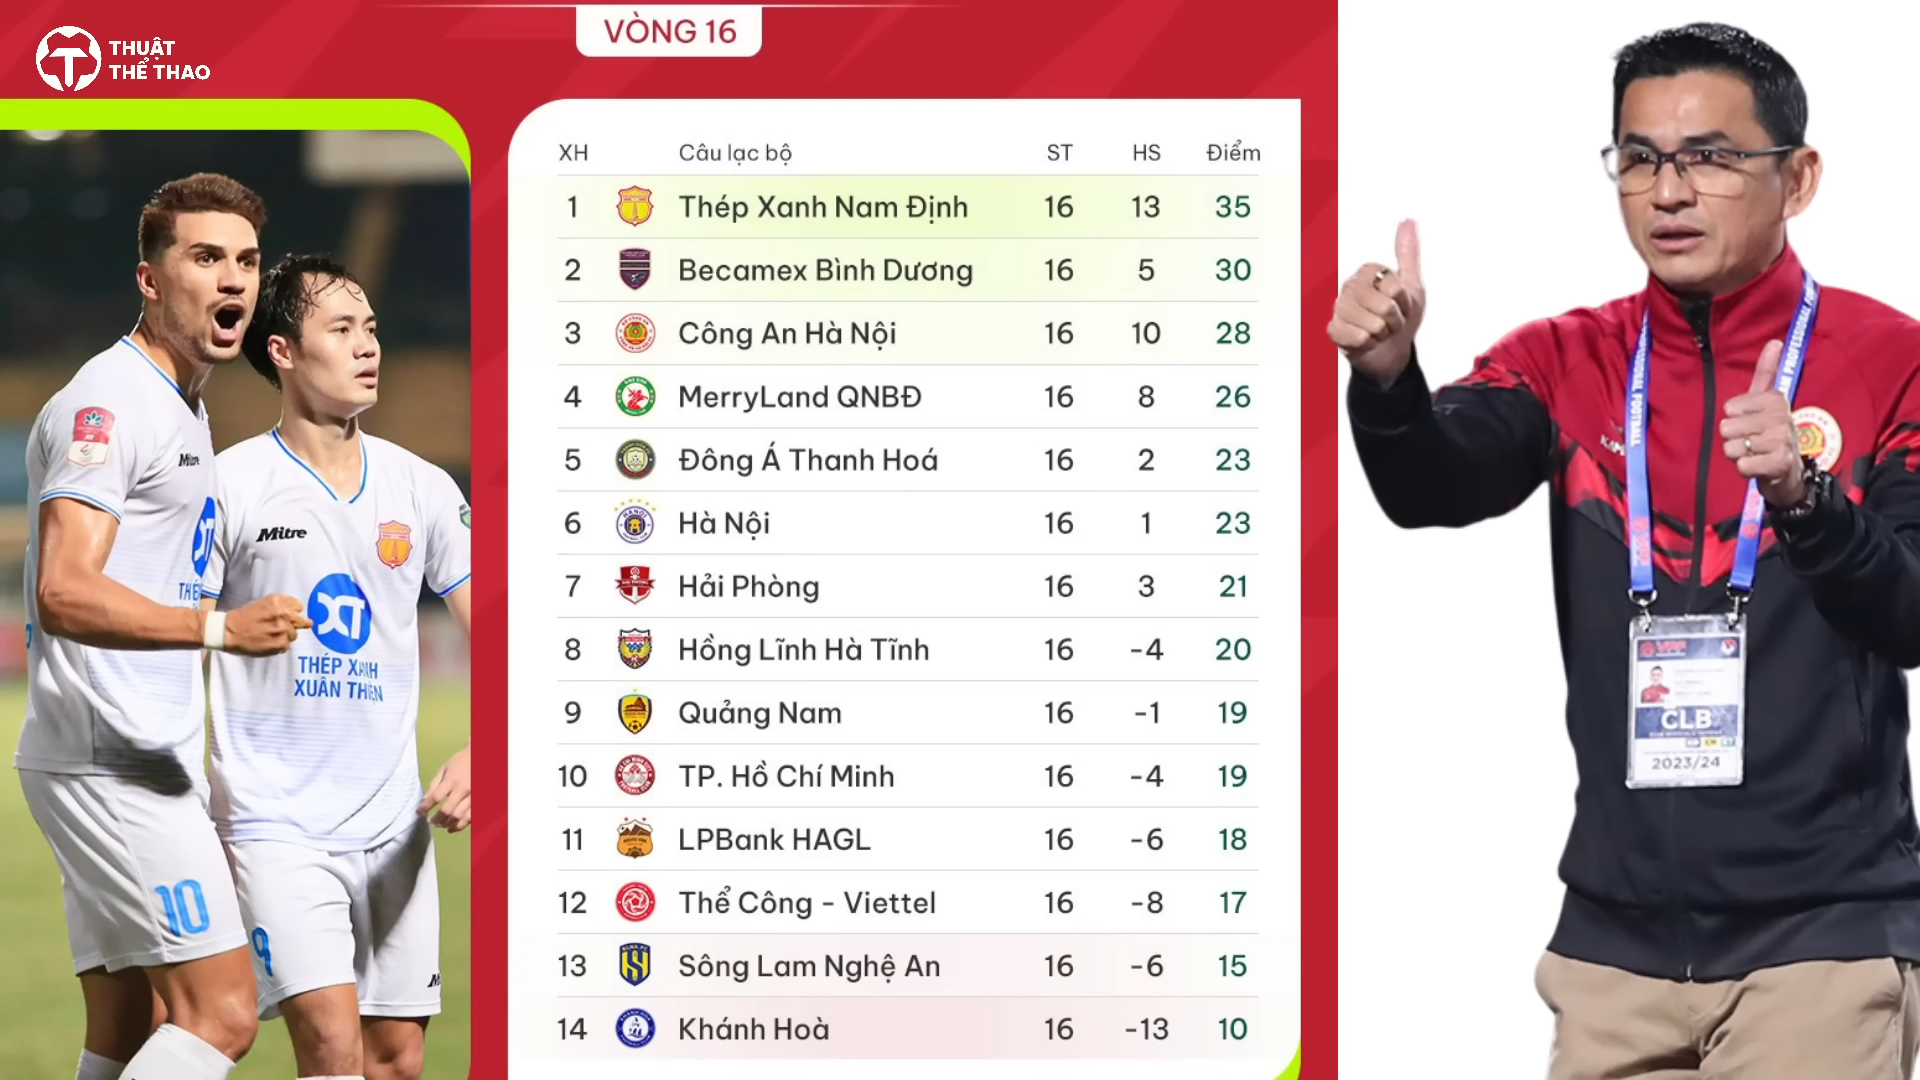 THUẬT
THỂ THAO
VÒNG 16
XH Câu lạc bộ ST HS Điểm
1 Thép Xanh Nam Định 16 13 35
2 Becamex Bình Dương 16 5 30
3 Công An Hà Nội 16 10 28
4 MerryLand QNBĐ 16 8 26
5 Đông Á Thanh Hoá 16 2 23
6 Hà Nội 16 1 23
7 Hải Phòng 16 3 21
8 Hồng Lĩnh Hà Tĩnh 16 -4 20
9 Quảng Nam 16 -1 19
10 TP. Hồ Chí Minh 16 -4 19
11 LPBank HAGL 16 -6 18
12 Thể Công - Viettel 16 -8 17
13 Sông Lam Nghệ An 16 -6 15
14 Khánh Hoà 16 -13 10
Mitre
Mitre
XT
THÉP XANH
XUÂN THIỆN
10
9
CLB
2023/24